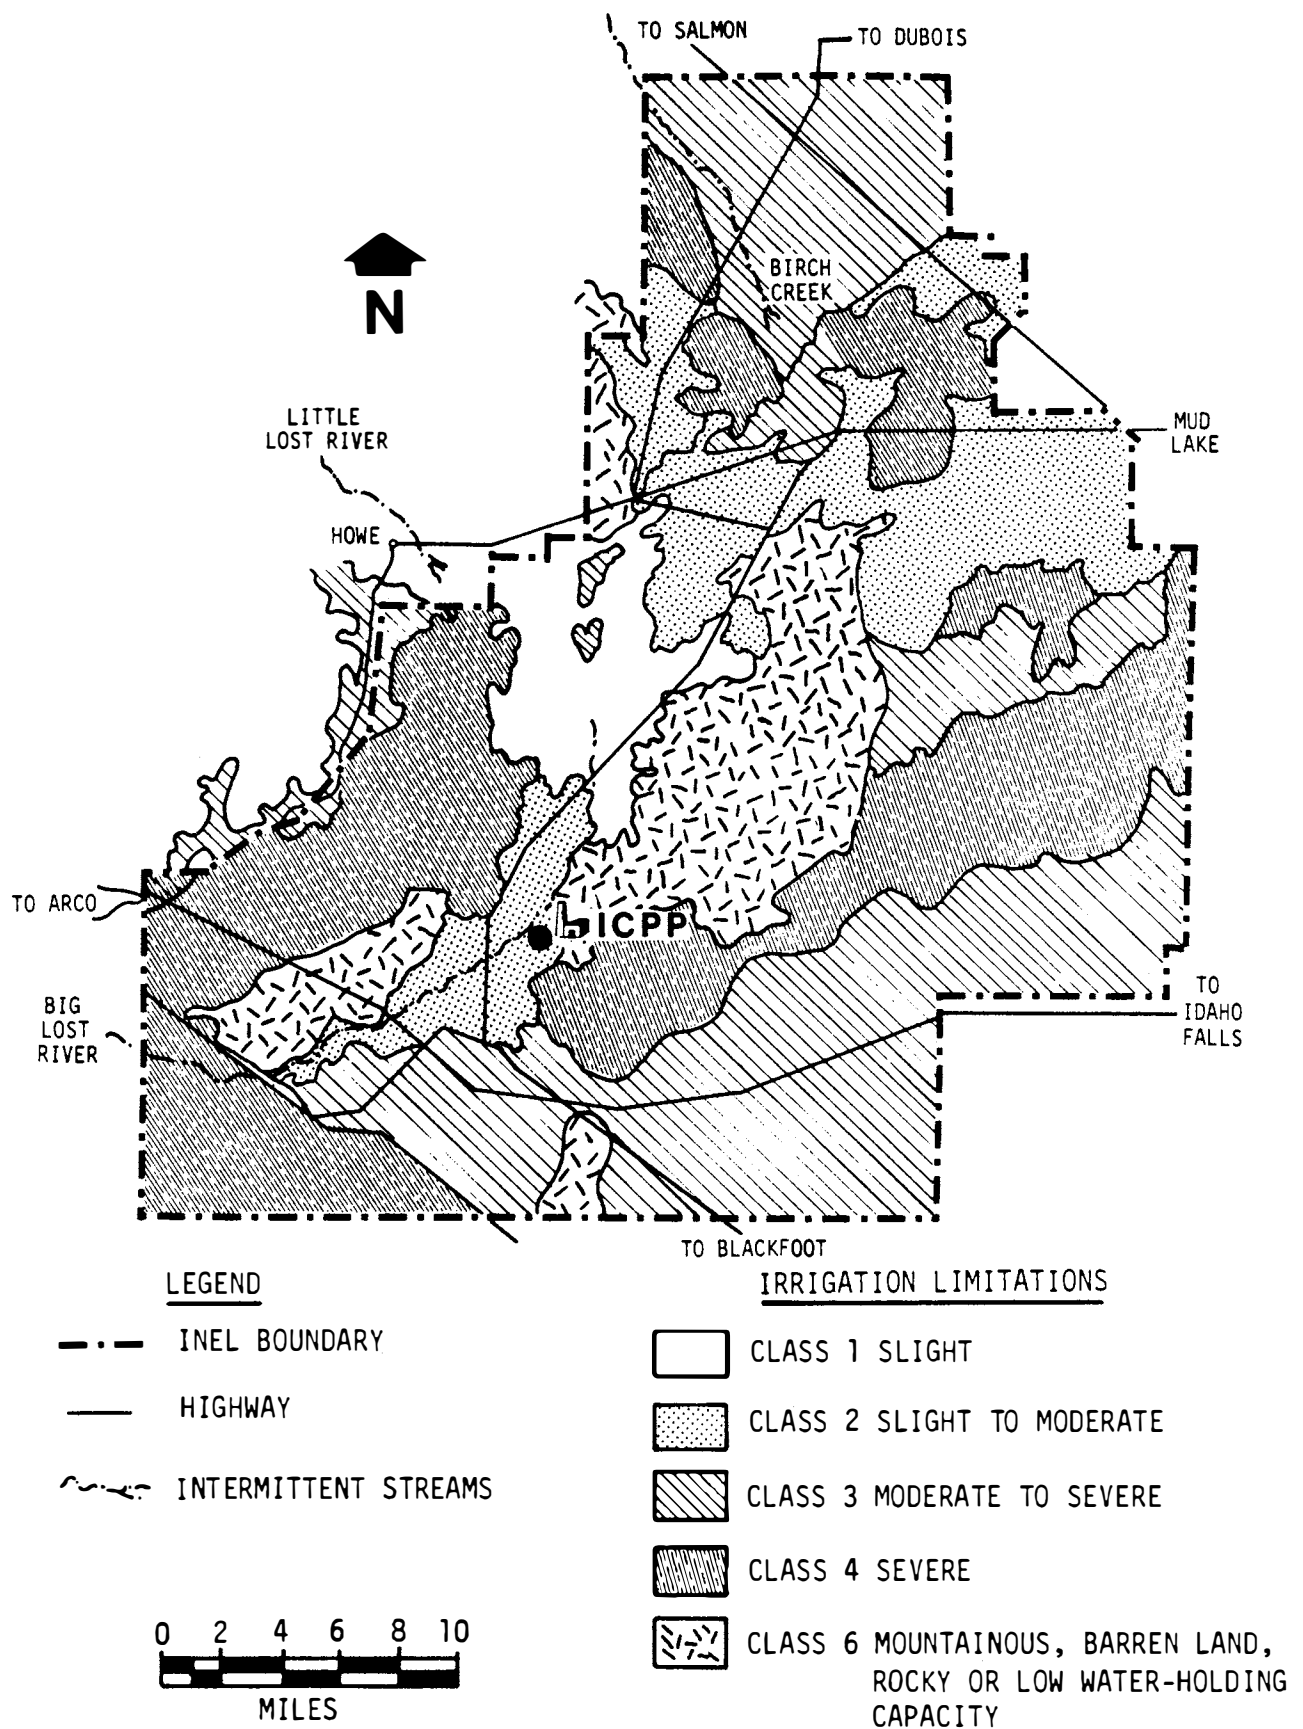 TO SALMON
TO DUBOIS
BIRCH
CREEK
N
LITTLE
LOST RIVER
MUD
LAKE
HOWE
TO ARCO
ICPP
BIG
LOST
RIVER
TO
IDAHO
FALLS
TO BLACKFOOT
LEGEND
INEL BOUNDARY
HIGHWAY
INTERMITTENT STREAMS
0 2 4 6 8 10
MILES
IRRIGATION LIMITATIONS
CLASS 1 SLIGHT
CLASS 2 SLIGHT TO MODERATE
CLASS 3 MODERATE TO SEVERE
CLASS 4 SEVERE
CLASS 6 MOUNTAINOUS, BARREN LAND,
ROCKY OR LOW WATER-HOLDING
CAPACITY